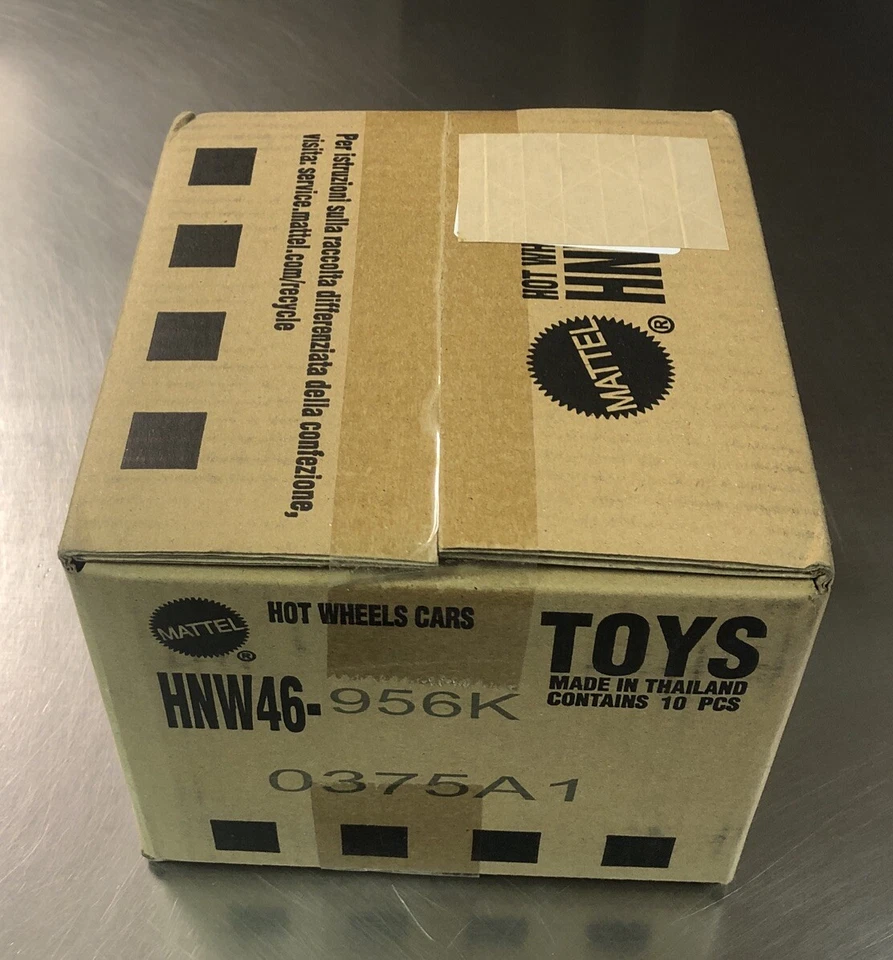 Per istruzioni sulla raccolta differenziata della confezione,
visita: service.mattel.com/recycle
HOT WH
HN
MATTEL®
MATTEL®
HOT WHEELS CARS
HNW46-956K
0375A1
TOYS
MADE IN THAILAND
CONTAINS 10 PCS